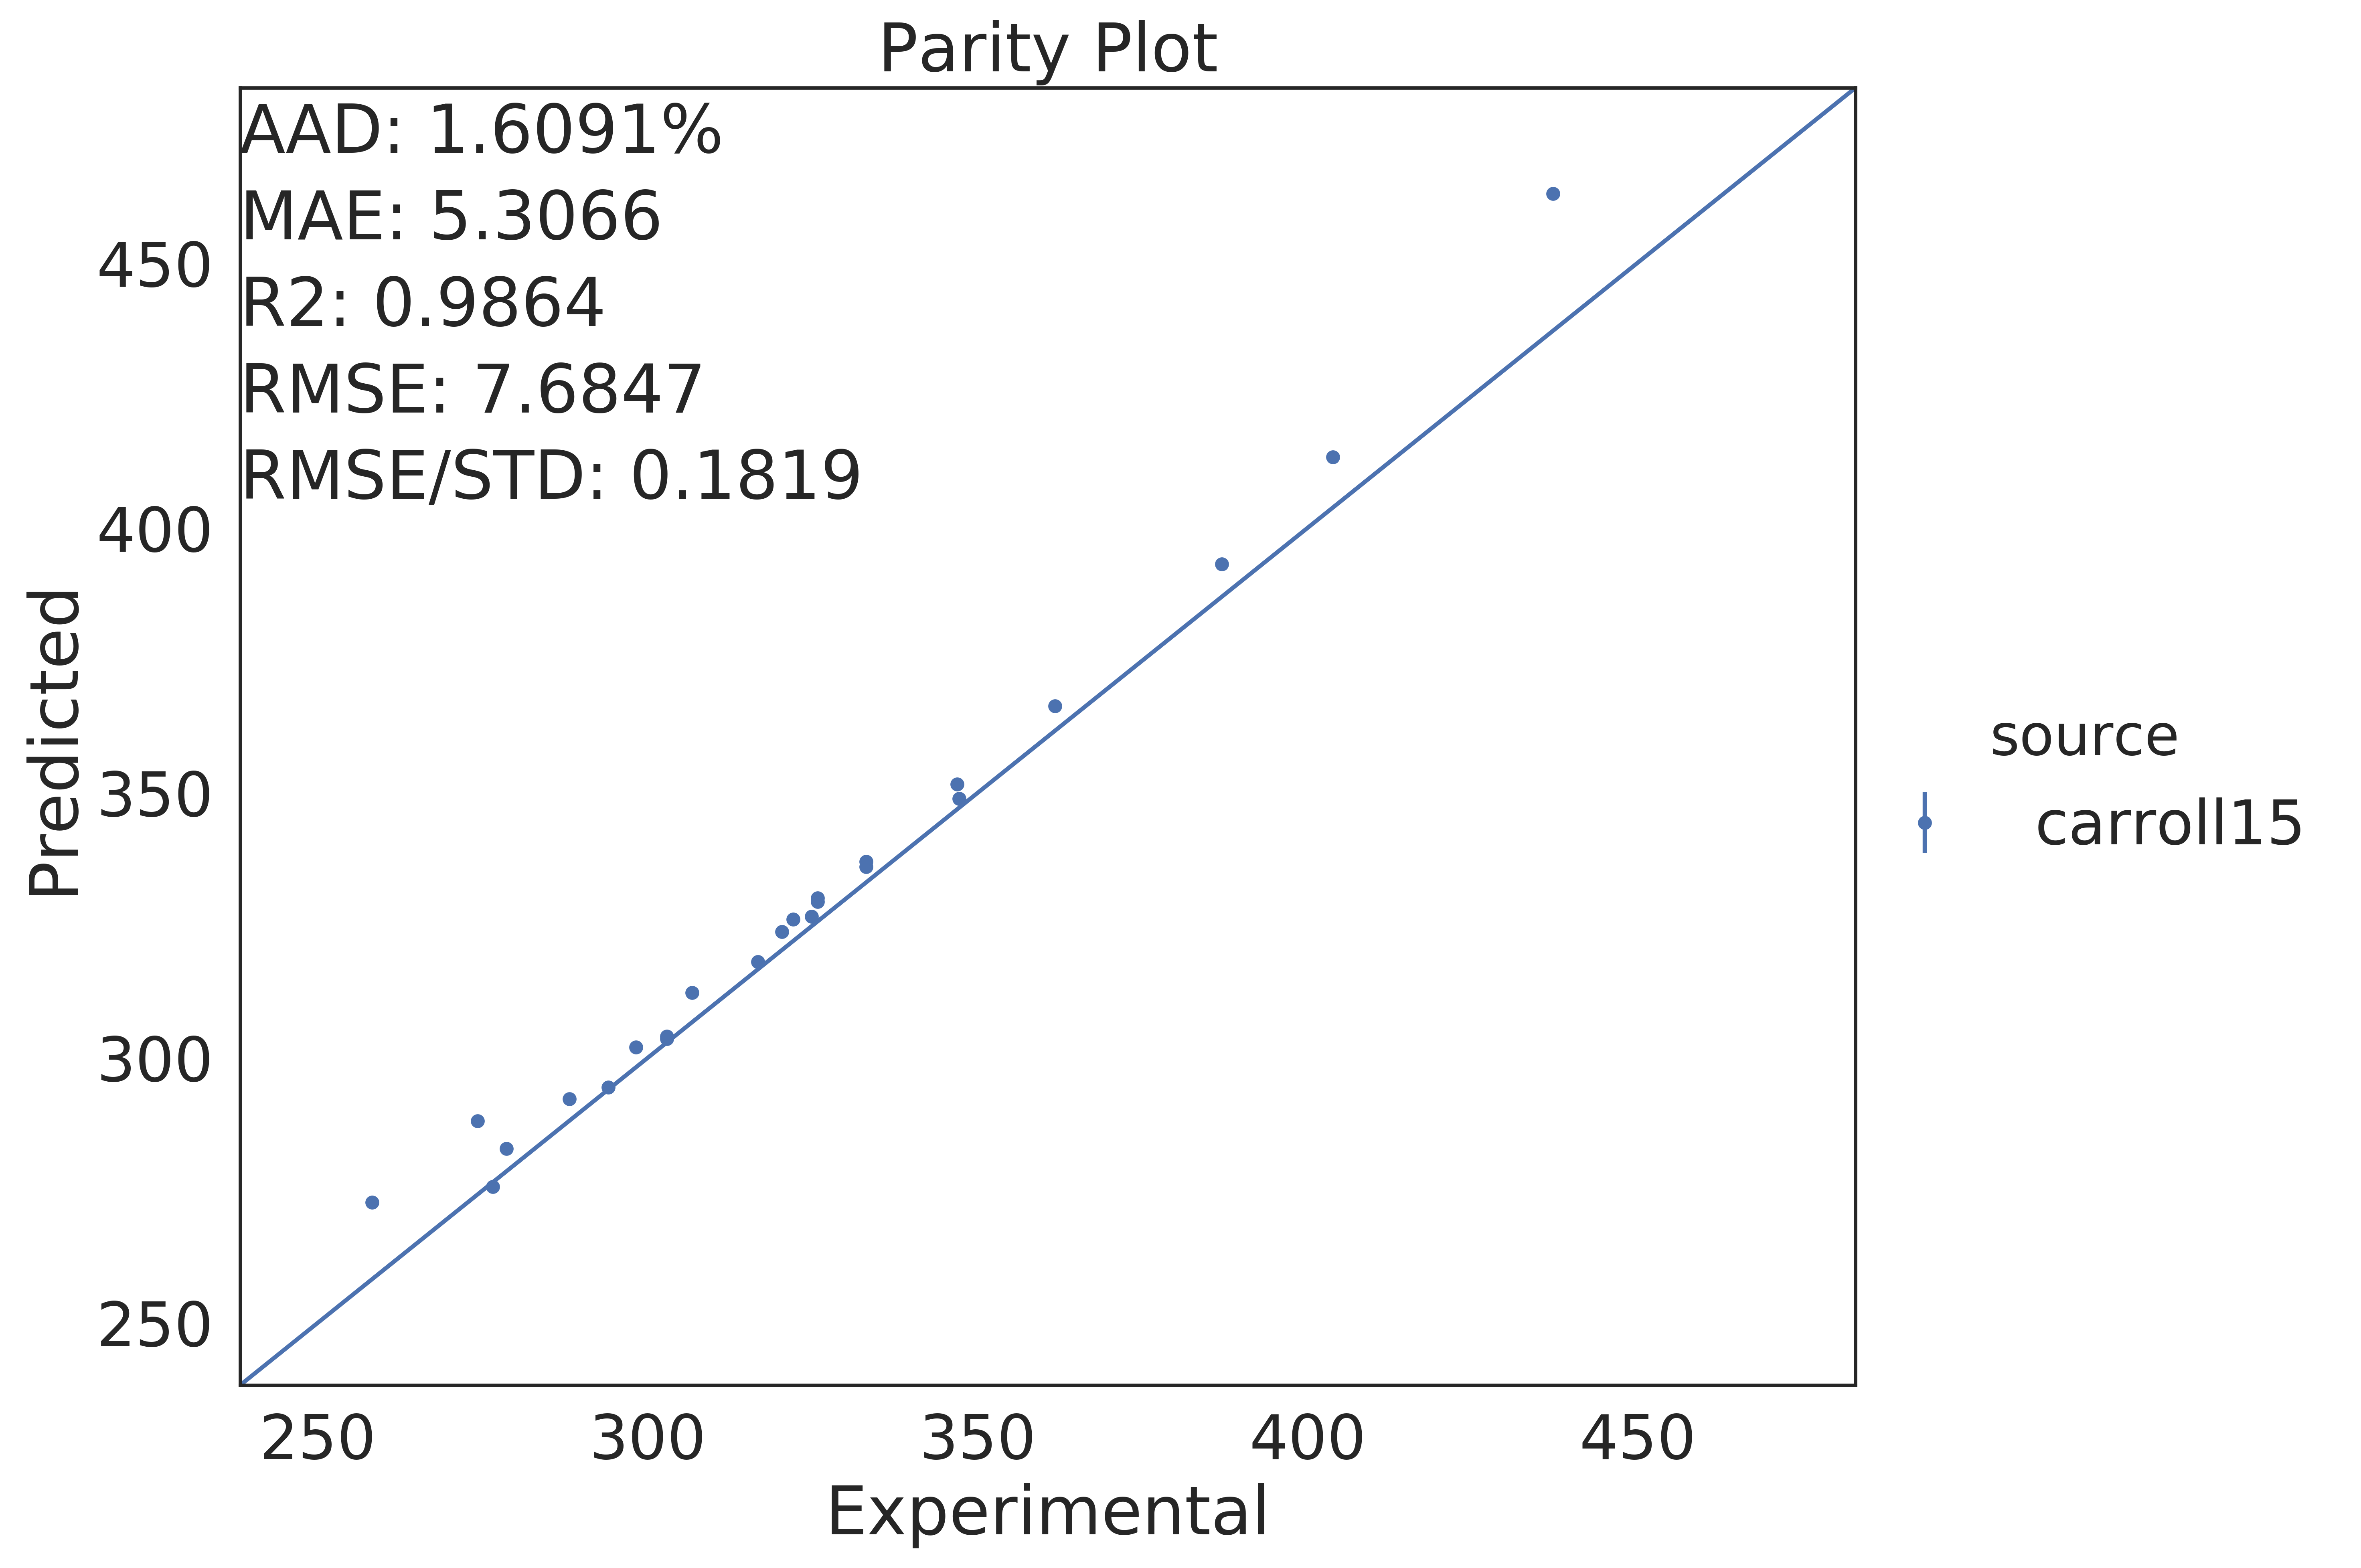 Parity Plot
AAD: 1.6091%
MAE: 5.3066
R2: 0.9864
RMSE: 7.6847
RMSE/STD: 0.1819
450
400
350
300
250
Predicted
250 300 350 400 450
Experimental
source
carroll15